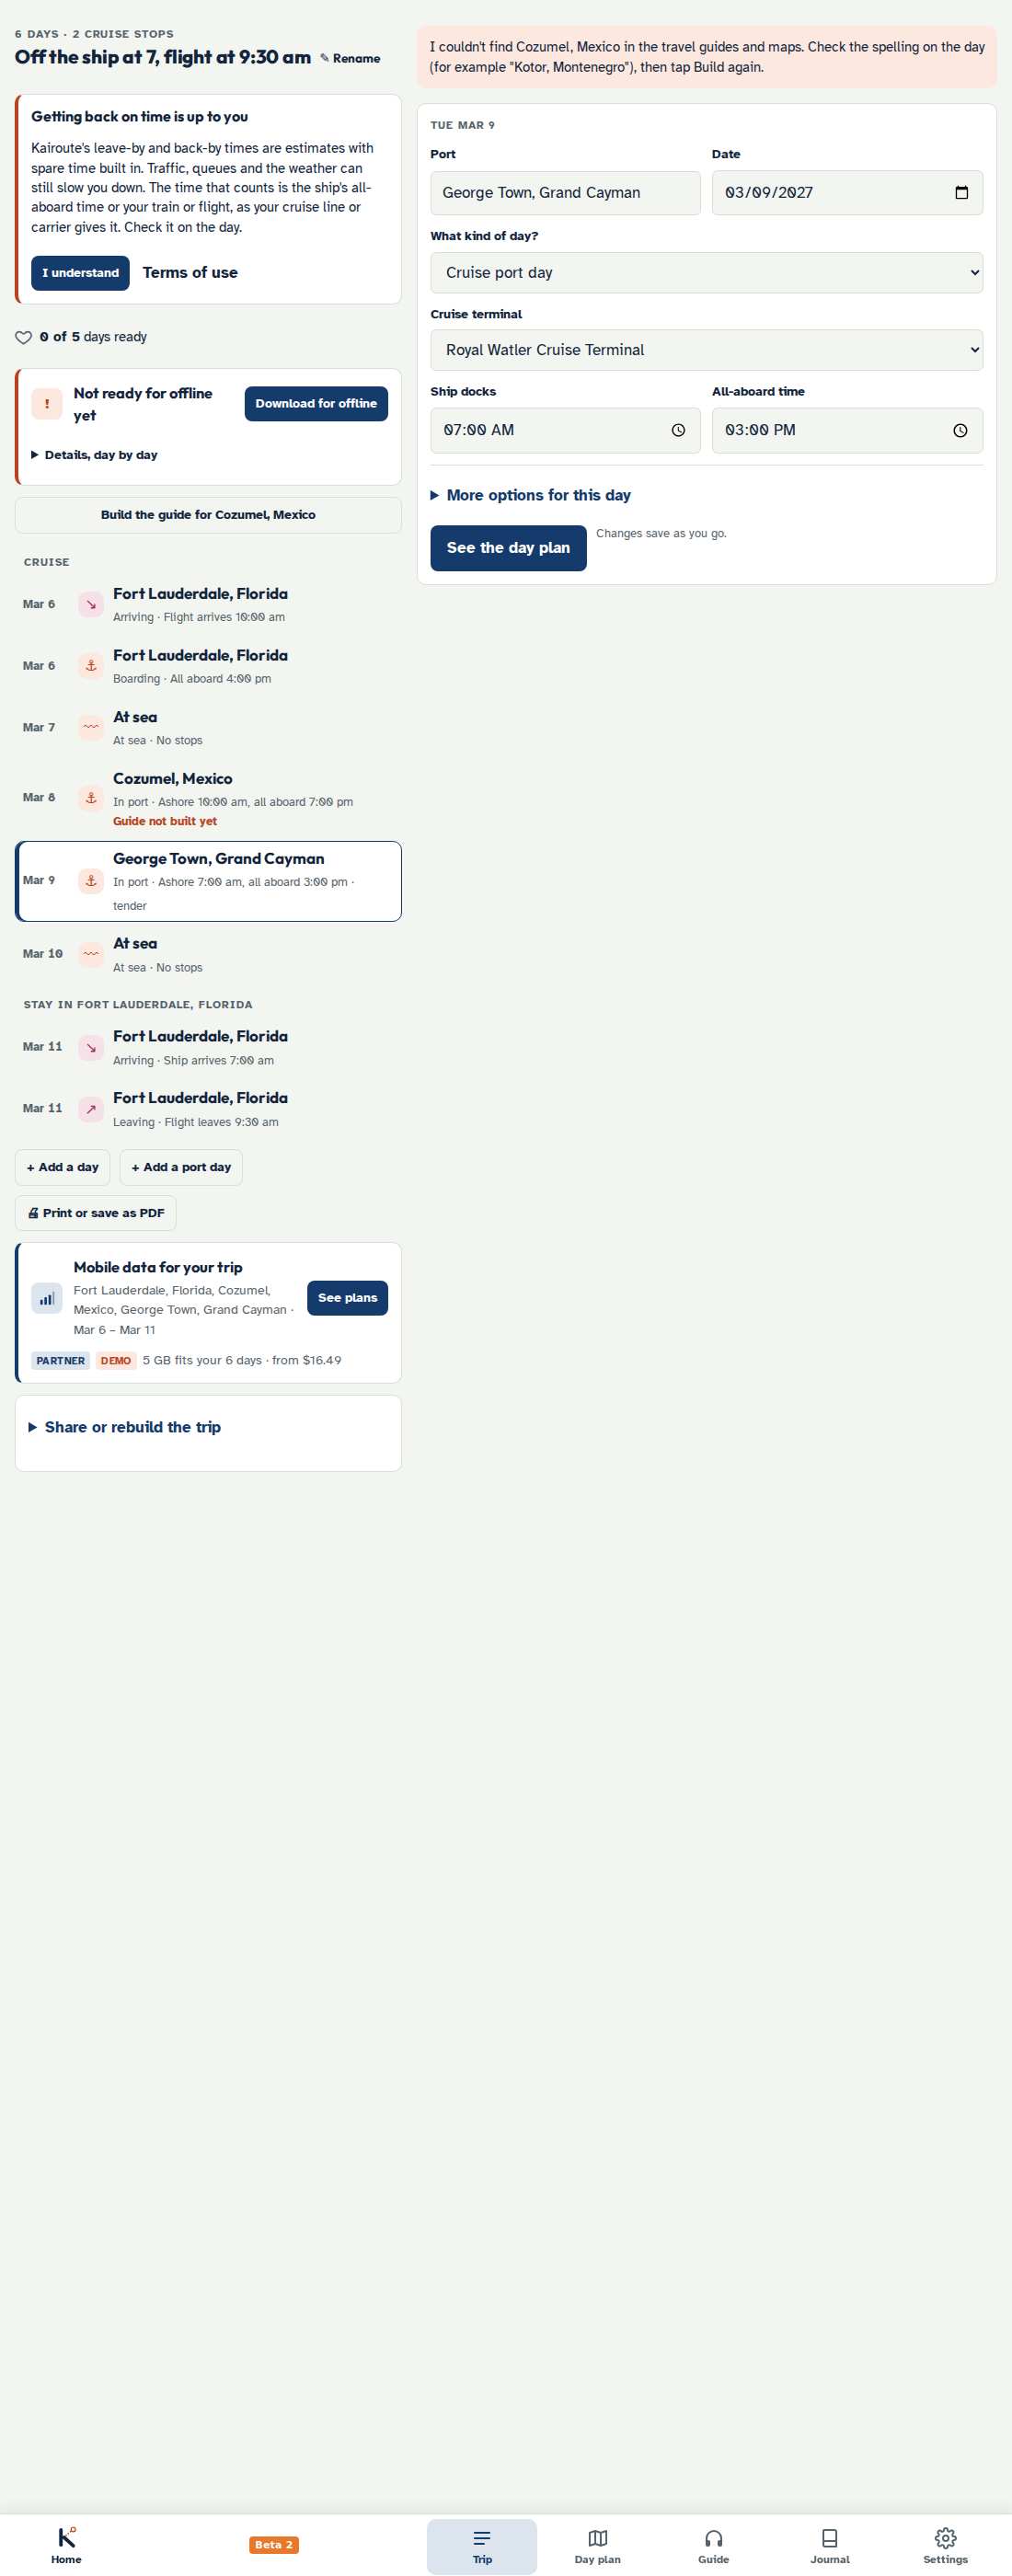 6 DAYS · 2 CRUISE STOPS
Off the ship at 7, flight at 9:30 am ✎ Rename
Getting back on time is up to you
Kairoute's leave-by and back-by times are estimates with
spare time built in. Traffic, queues and the weather can
still slow you down. The time that counts is the ship's all-
aboard time or your train or flight, as your cruise line or
carrier gives it. Check it on the day.
I understand Terms of use
0 of 5 days ready
! Not ready for offline
yet
Download for offline
Details, day by day
Build the guide for Cozumel, Mexico
CRUISE
Mar 6
Fort Lauderdale, Florida
Arriving · Flight arrives 10:00 am
Mar 6
Fort Lauderdale, Florida
Boarding · All aboard 4:00 pm
Mar 7
At sea
At sea · No stops
Mar 8
Cozumel, Mexico
In port · Ashore 10:00 am, all aboard 7:00 pm
Guide not built yet
Mar 9
George Town, Grand Cayman
In port · Ashore 7:00 am, all aboard 3:00 pm ·
tender
Mar 10
At sea
At sea · No stops
STAY IN FORT LAUDERDALE, FLORIDA
Mar 11
Fort Lauderdale, Florida
Arriving · Ship arrives 7:00 am
Mar 11
Fort Lauderdale, Florida
Leaving · Flight leaves 9:30 am
+ Add a day + Add a port day
Print or save as PDF
Mobile data for your trip
Fort Lauderdale, Florida, Cozumel,
Mexico, George Town, Grand Cayman ·
Mar 6 – Mar 11
See plans
PARTNER DEMO 5 GB fits your 6 days · from $16.49
Share or rebuild the trip
I couldn't find Cozumel, Mexico in the travel guides and maps. Check the spelling on the day
(for example "Kotor, Montenegro"), then tap Build again.
TUE MAR 9
Port Date
George Town, Grand Cayman 03/09/2027
What kind of day?
Cruise port day
Cruise terminal
Royal Watler Cruise Terminal
Ship docks All-aboard time
07:00 AM 03:00 PM
More options for this day
See the day plan Changes save as you go.
Home Beta 2 Trip Day plan Guide Journal Settings